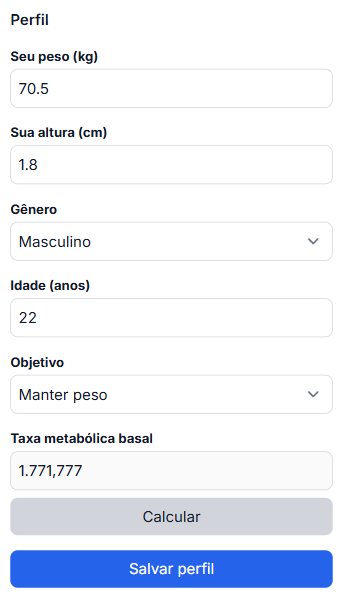 Perfil
Seu peso (kg)
70.5
Sua altura (cm)
1.8
Gênero
Masculino
Idade (anos)
22
Objetivo
Manter peso
Taxa metabólica basal
1.771,777
Calcular
Salvar perfil